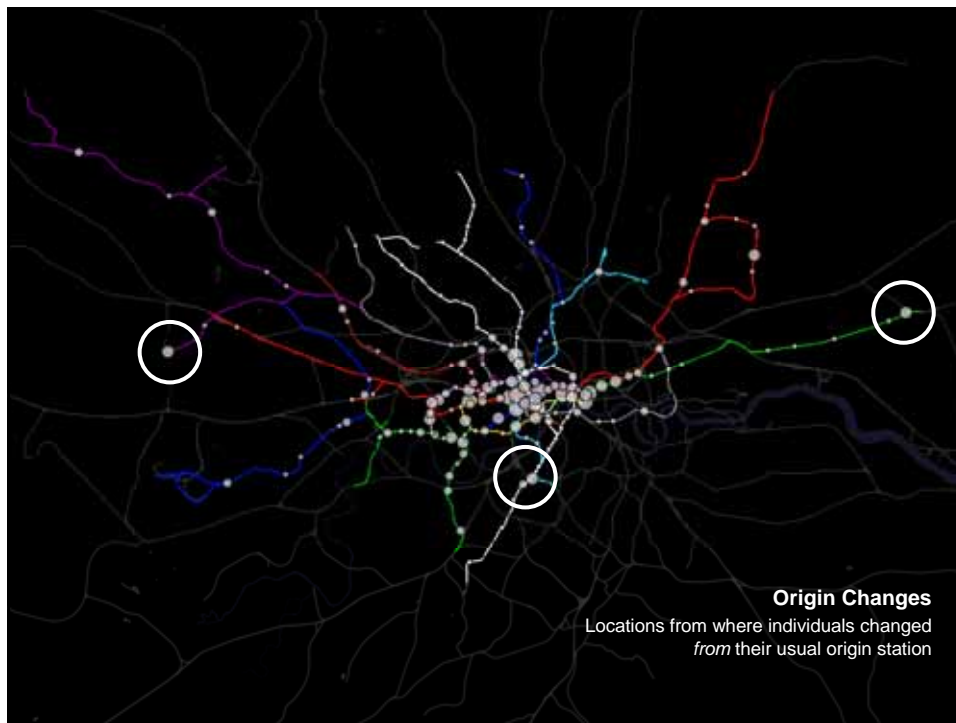 Origin Changes
Locations from where individuals changed
from their usual origin station